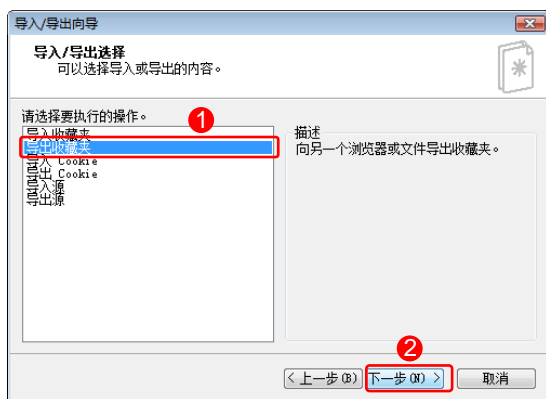 导入/导出向导
导入/导出选择
可以选择导入或导出的内容。
请选择要执行的操作。
1
导入收藏夹
导出收藏夹
导入 Cookie
导出 Cookie
导入源
导出源
描述
向另一个浏览器或文件导出收藏夹。
2
< 上一步(B) 下一步(N) > 取消